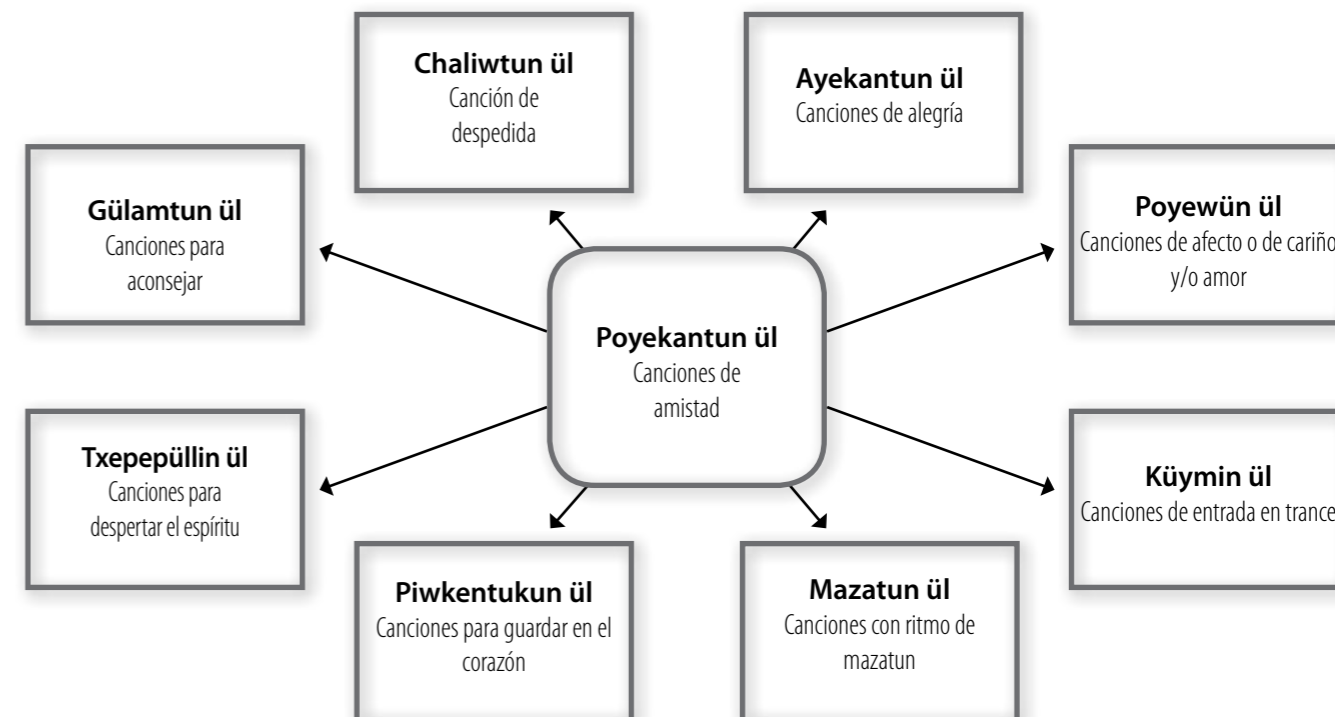 Chaliwtun ül
Canción de
despedida
Ayekantun ül
Canciones de alegría
Gülamtun ül
Canciones para
aconsejar
Poyewün ül
Canciones de afecto o de cariño
y/o amor
Poyekantun ül
Canciones de
amistad
Txepepüllin ül
Canciones para
despertar el espíritu
Küymin ül
Canciones de entrada en trance
Piwkentukun ül
Canciones para guardar en el
corazón
Mazatun ül
Canciones con ritmo de
mazatun